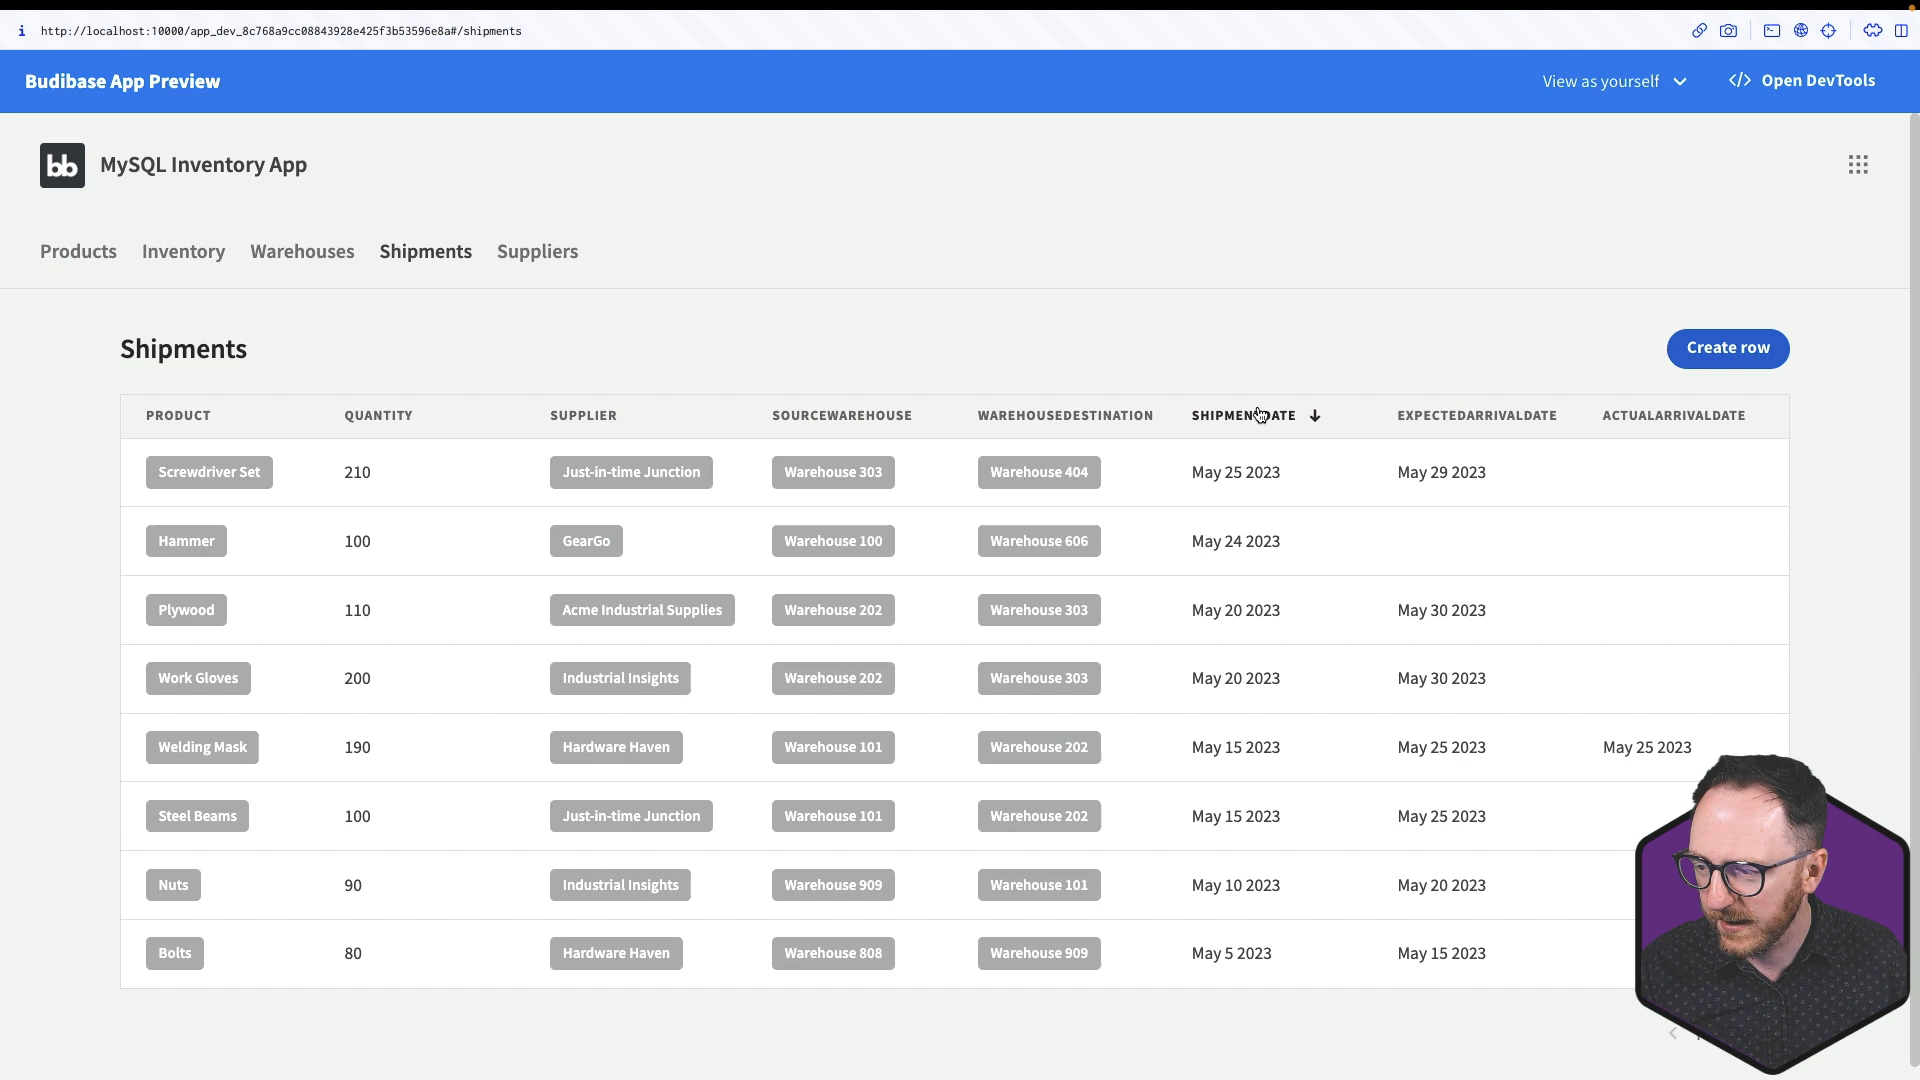 i http://localhost:10000/app_dev_8c768a9cc08843928e425f3b53596e8a#/shipments
Budibase App Preview
View as yourself
</> Open DevTools
bb MySQL Inventory App
Products Inventory Warehouses Shipments Suppliers
Shipments
Create row
PRODUCT QUANTITY SUPPLIER SOURCEWAREHOUSE WAREHOUSEDESTINATION SHIPMENTDATE EXPECTEDARRIVALDATE ACTUALARRIVALDATE
Screwdriver Set 210 Just-in-time Junction Warehouse 303 Warehouse 404 May 25 2023 May 29 2023
Hammer 100 GearGo Warehouse 100 Warehouse 606 May 24 2023
Plywood 110 Acme Industrial Supplies Warehouse 202 Warehouse 303 May 20 2023 May 30 2023
Work Gloves 200 Industrial Insights Warehouse 202 Warehouse 303 May 20 2023 May 30 2023
Welding Mask 190 Hardware Haven Warehouse 101 Warehouse 202 May 15 2023 May 25 2023 May 25 2023
Steel Beams 100 Just-in-time Junction Warehouse 101 Warehouse 202 May 15 2023 May 25 2023
Nuts 90 Industrial Insights Warehouse 909 Warehouse 101 May 10 2023 May 20 2023
Bolts 80 Hardware Haven Warehouse 808 Warehouse 909 May 5 2023 May 15 2023